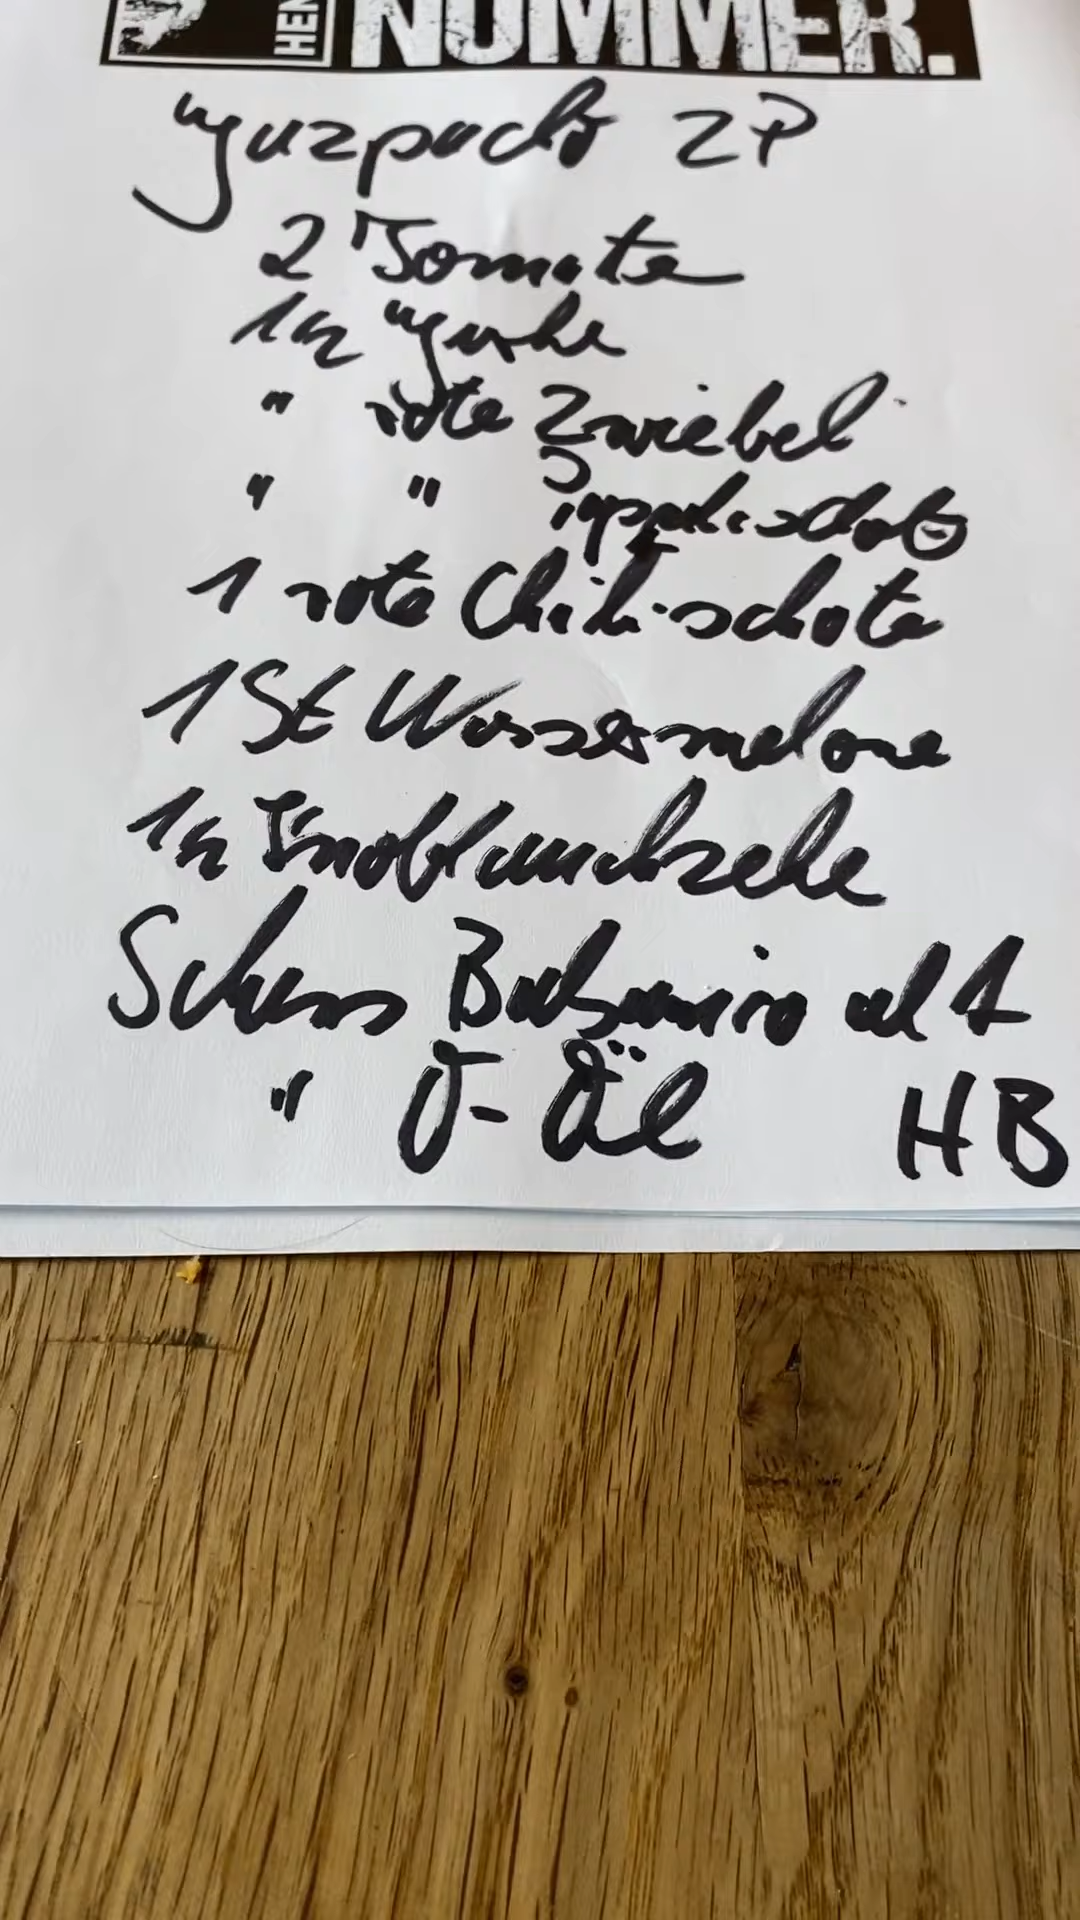 HEN
NUMMER.
Gazpacho 2P
2 Tomate
1/2 Gurke
" rote Zwiebel
" " Paprikaschote
1 rote Chilischote
1 St Wassermelone
1/2 Knoblauchzehe
Schuss Balsamico
" O-Öl HB